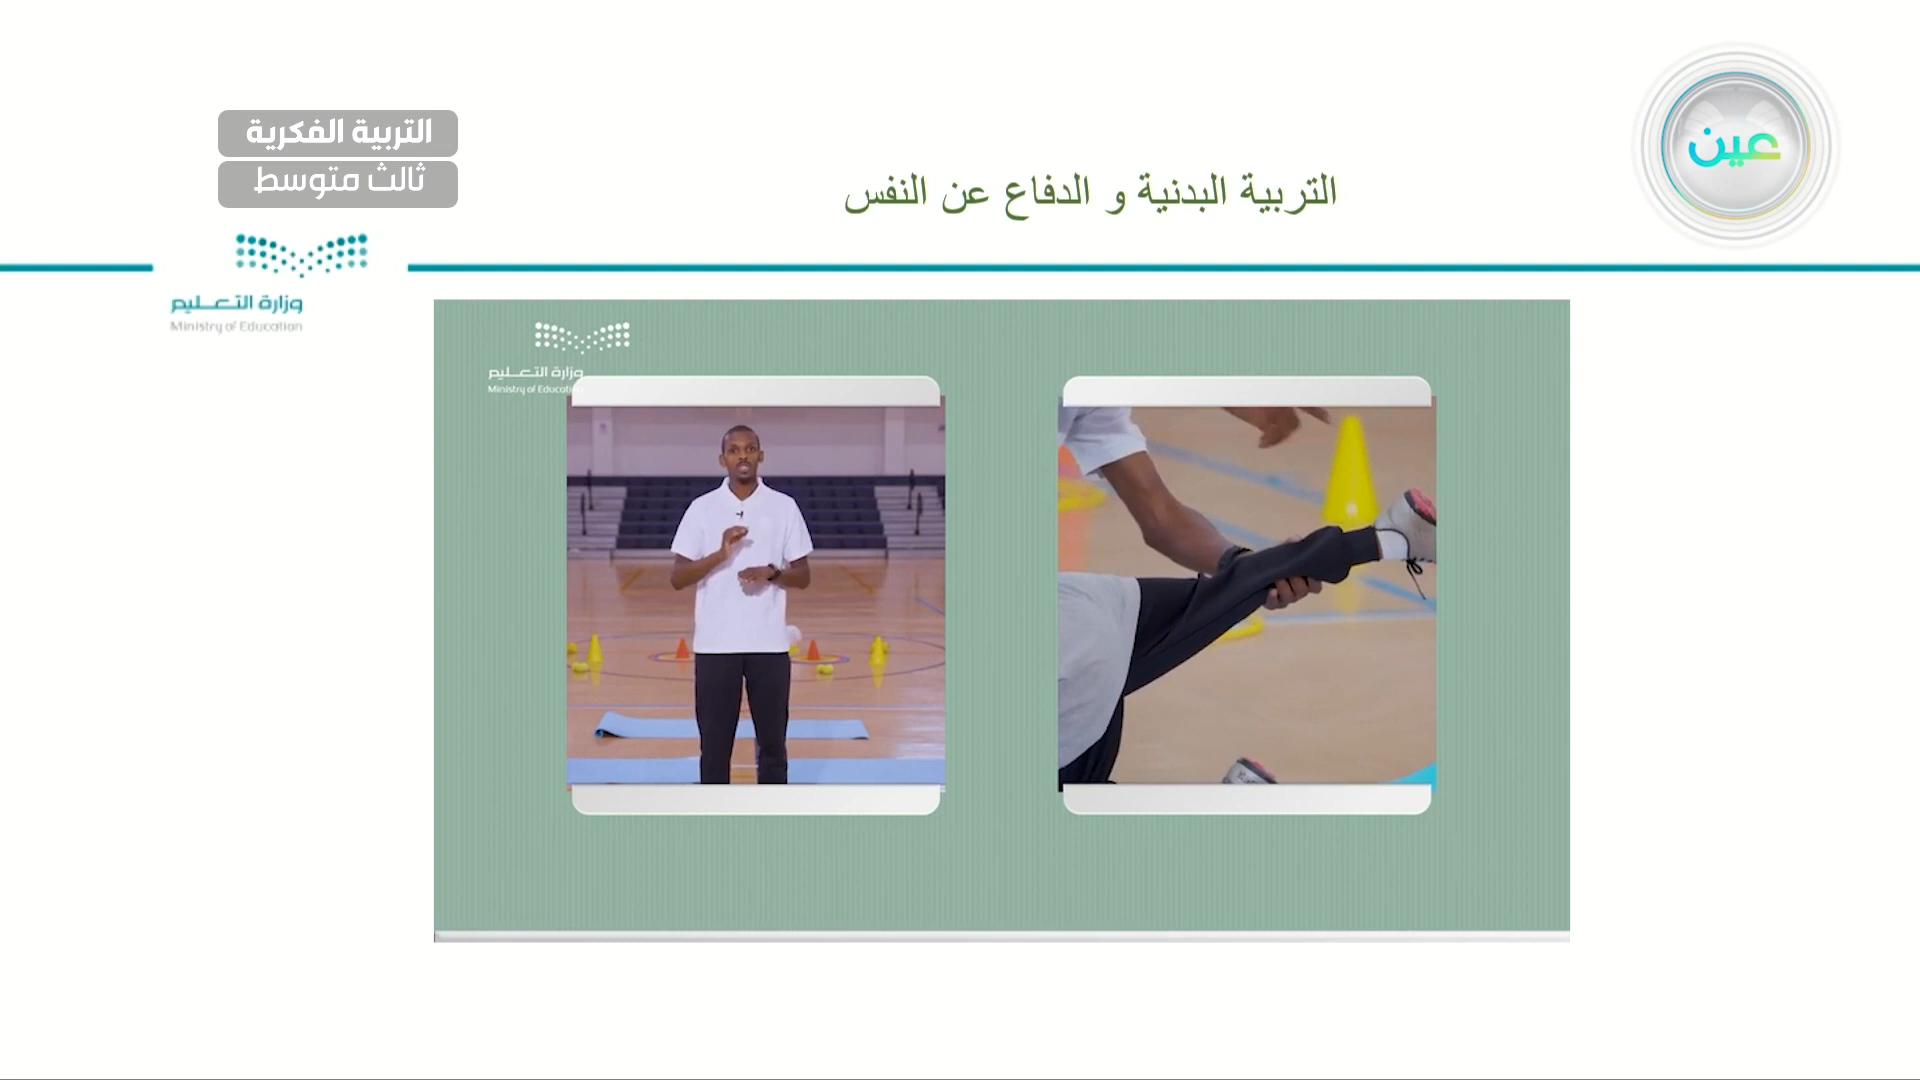 عين
التربية الفكرية
ثالث متوسط
التربية البدنية و الدفاع عن النفس
وزارة التعليم
Ministry of Education
وزارة التعليم
Ministry of Educatio